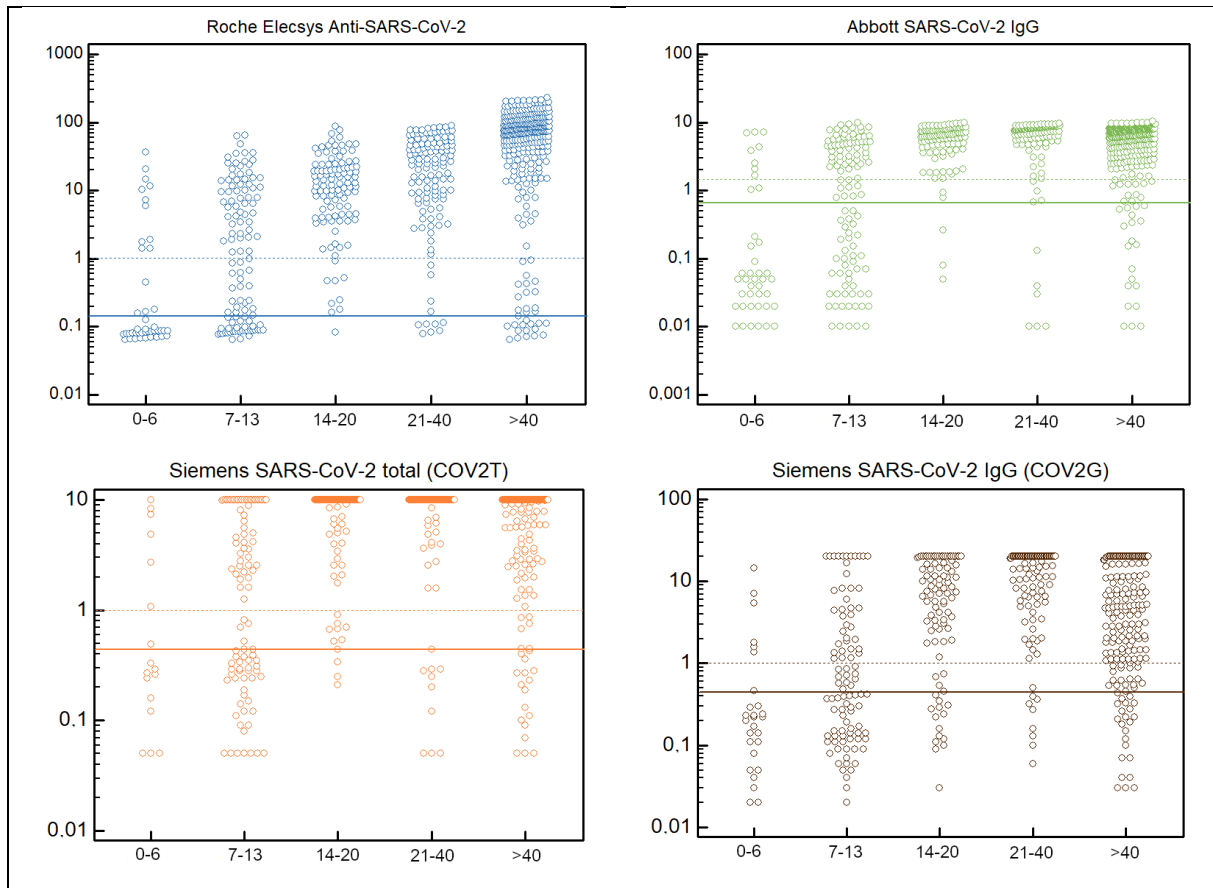 Roche Elecsys Anti-SARS-CoV-2
1000
100
10
1
0.1
0.01
0-6 7-13 14-20 21-40 >40
Abbott SARS-CoV-2 IgG
100
10
1
0.1
0.01
0,001
0-6 7-13 14-20 21-40 >40
Siemens SARS-CoV-2 total (COV2T)
10
1
0.1
0.01
0-6 7-13 14-20 21-40 >40
Siemens SARS-CoV-2 IgG (COV2G)
100
10
1
0.1
0.01
0-6 7-13 14-20 21-40 >40